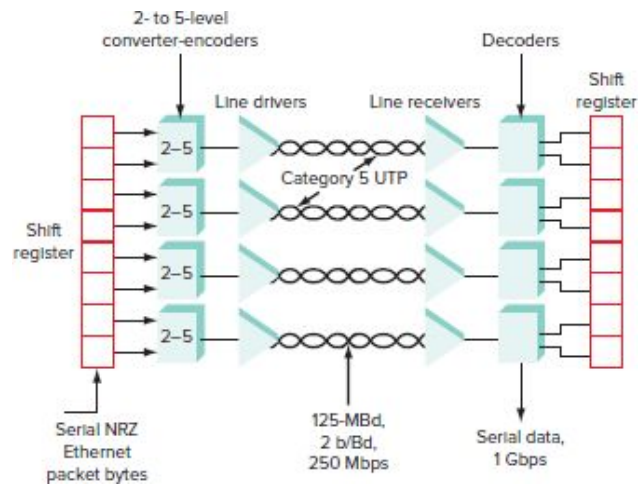 2- to 5-level
converter-encoders
Decoders
Shift
register
Line drivers
Line receivers
2–5
Category 5 UTP
2–5
Shift
register
2–5
2–5
Serial NRZ
Ethernet
packet bytes
125-MBd,
2 b/Bd,
250 Mbps
Serial data,
1 Gbps